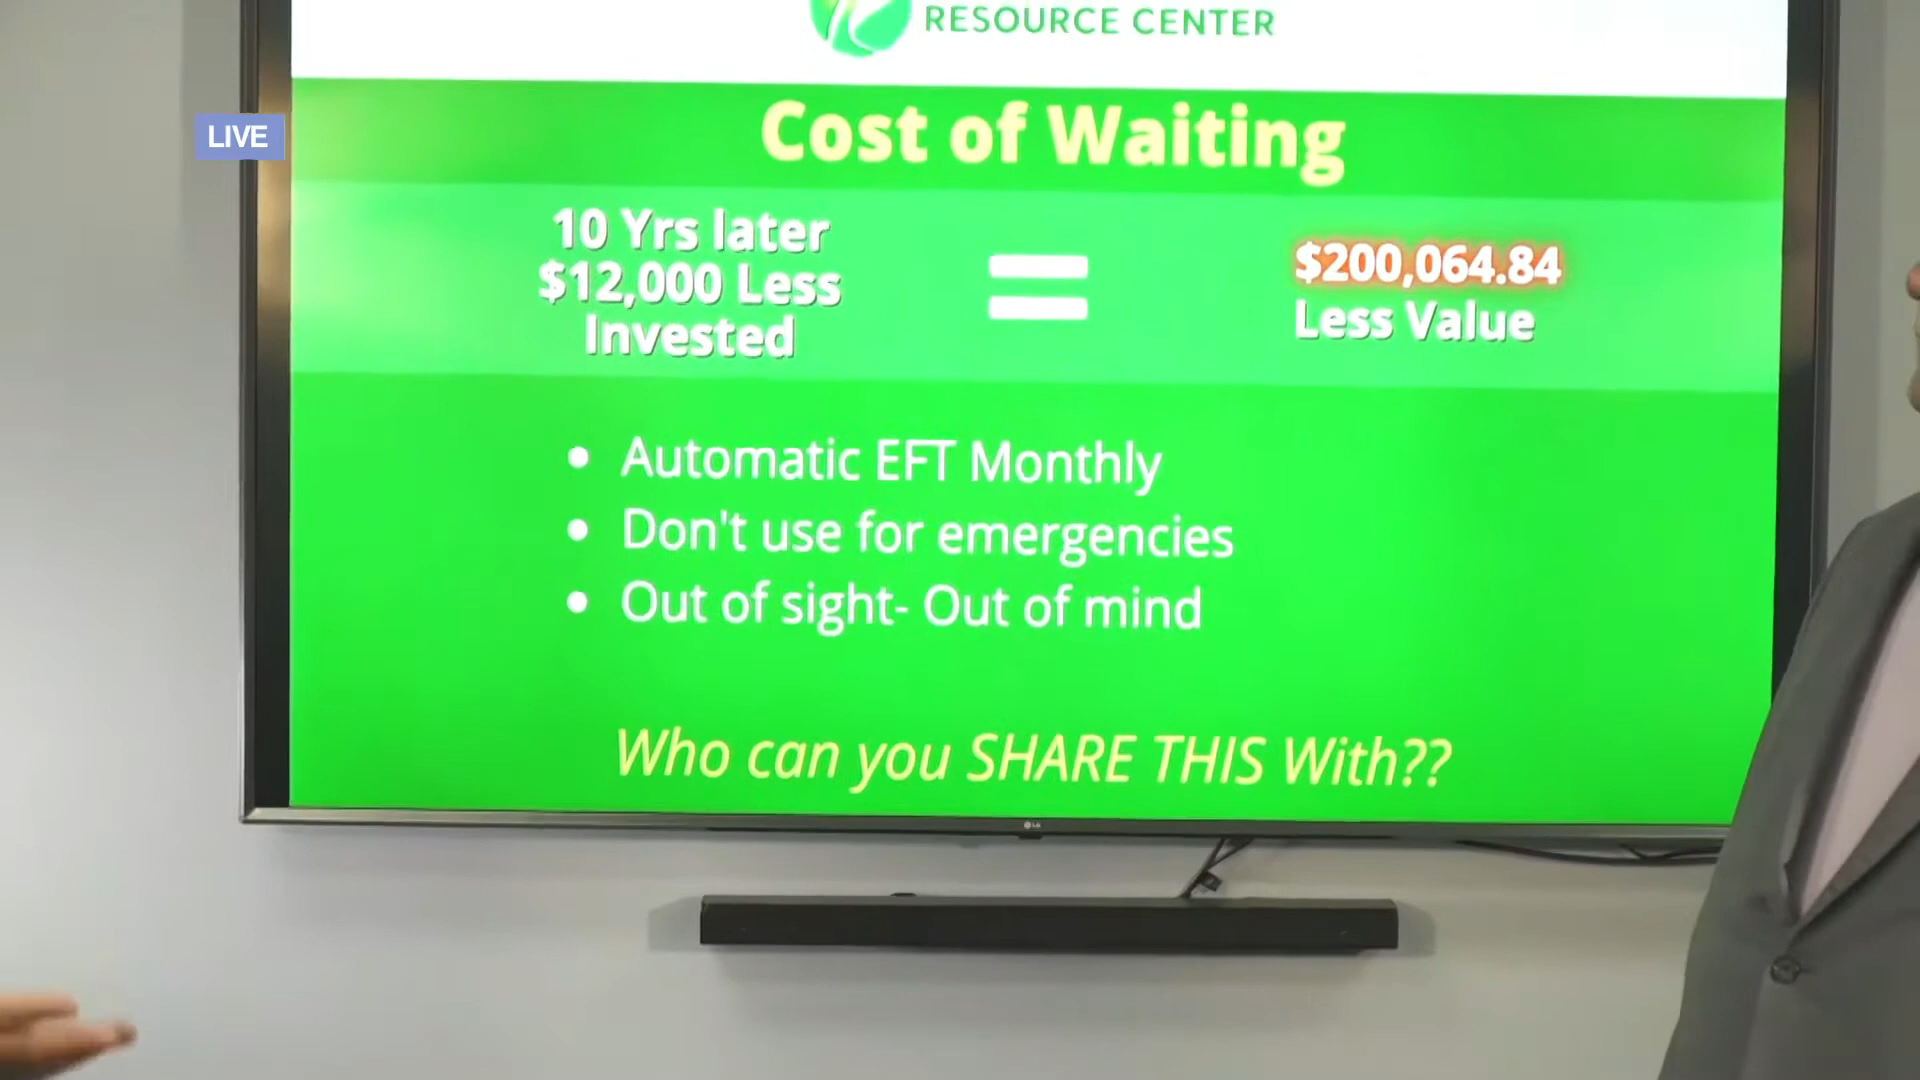 RESOURCE CENTER
Cost of Waiting
LIVE
10 Yrs later
$12,000 Less
Invested
$200,064.84
Less Value
Automatic EFT Monthly
Don't use for emergencies
Out of sight- Out of mind
Who can you SHARE THIS With??
LG